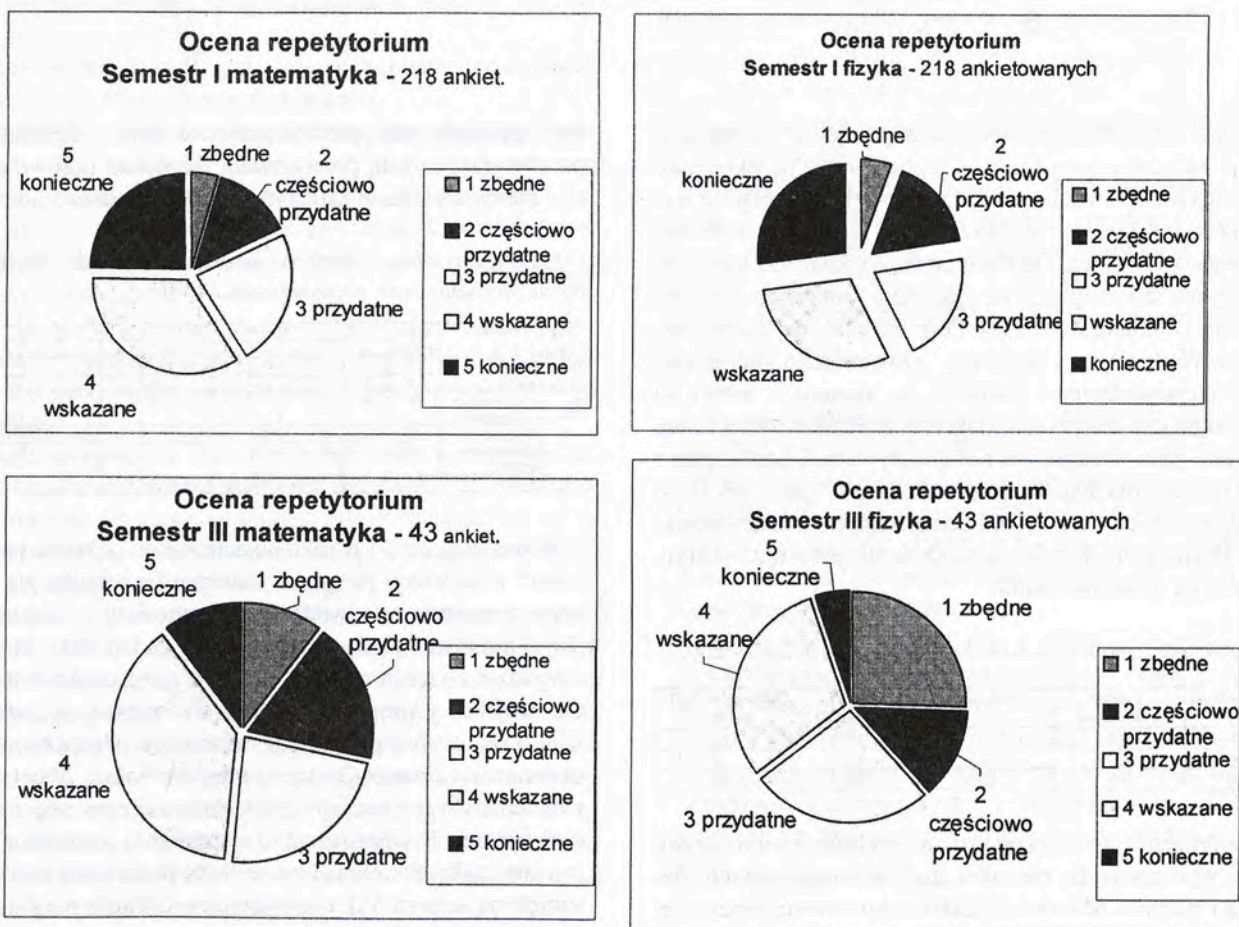 Ocena repetytorium
Semestr I matematyka - 218 ankiet.
5
konieczne
1 zbędne
2
częściowo
przydatne
3 przydatne
4
wskazane
1 zbędne
2 częściowo
przydatne
3 przydatne
4 wskazane
5 konieczne
Ocena repetytorium
Semestr I fizyka - 218 ankietowanych
1 zbędne
2
konieczne
częściowo
przydatne
3 przydatne
wskazane
1 zbędne
2 częściowo
przydatne
3 przydatne
wskazane
konieczne
Ocena repetytorium
Semestr III matematyka - 43 ankiet.
5
konieczne
1 zbędne
2
częściowo
przydatne
4
wskazane
3 przydatne
1 zbędne
2 częściowo
przydatne
3 przydatne
4 wskazane
5 konieczne
Ocena repetytorium
Semestr III fizyka - 43 ankietowanych
5
konieczne
1 zbędne
4
wskazane
3 przydatne
2
częściowo
przydatne
1 zbędne
2 częściowo
przydatne
3 przydatne
4 wskazane
5 konieczne